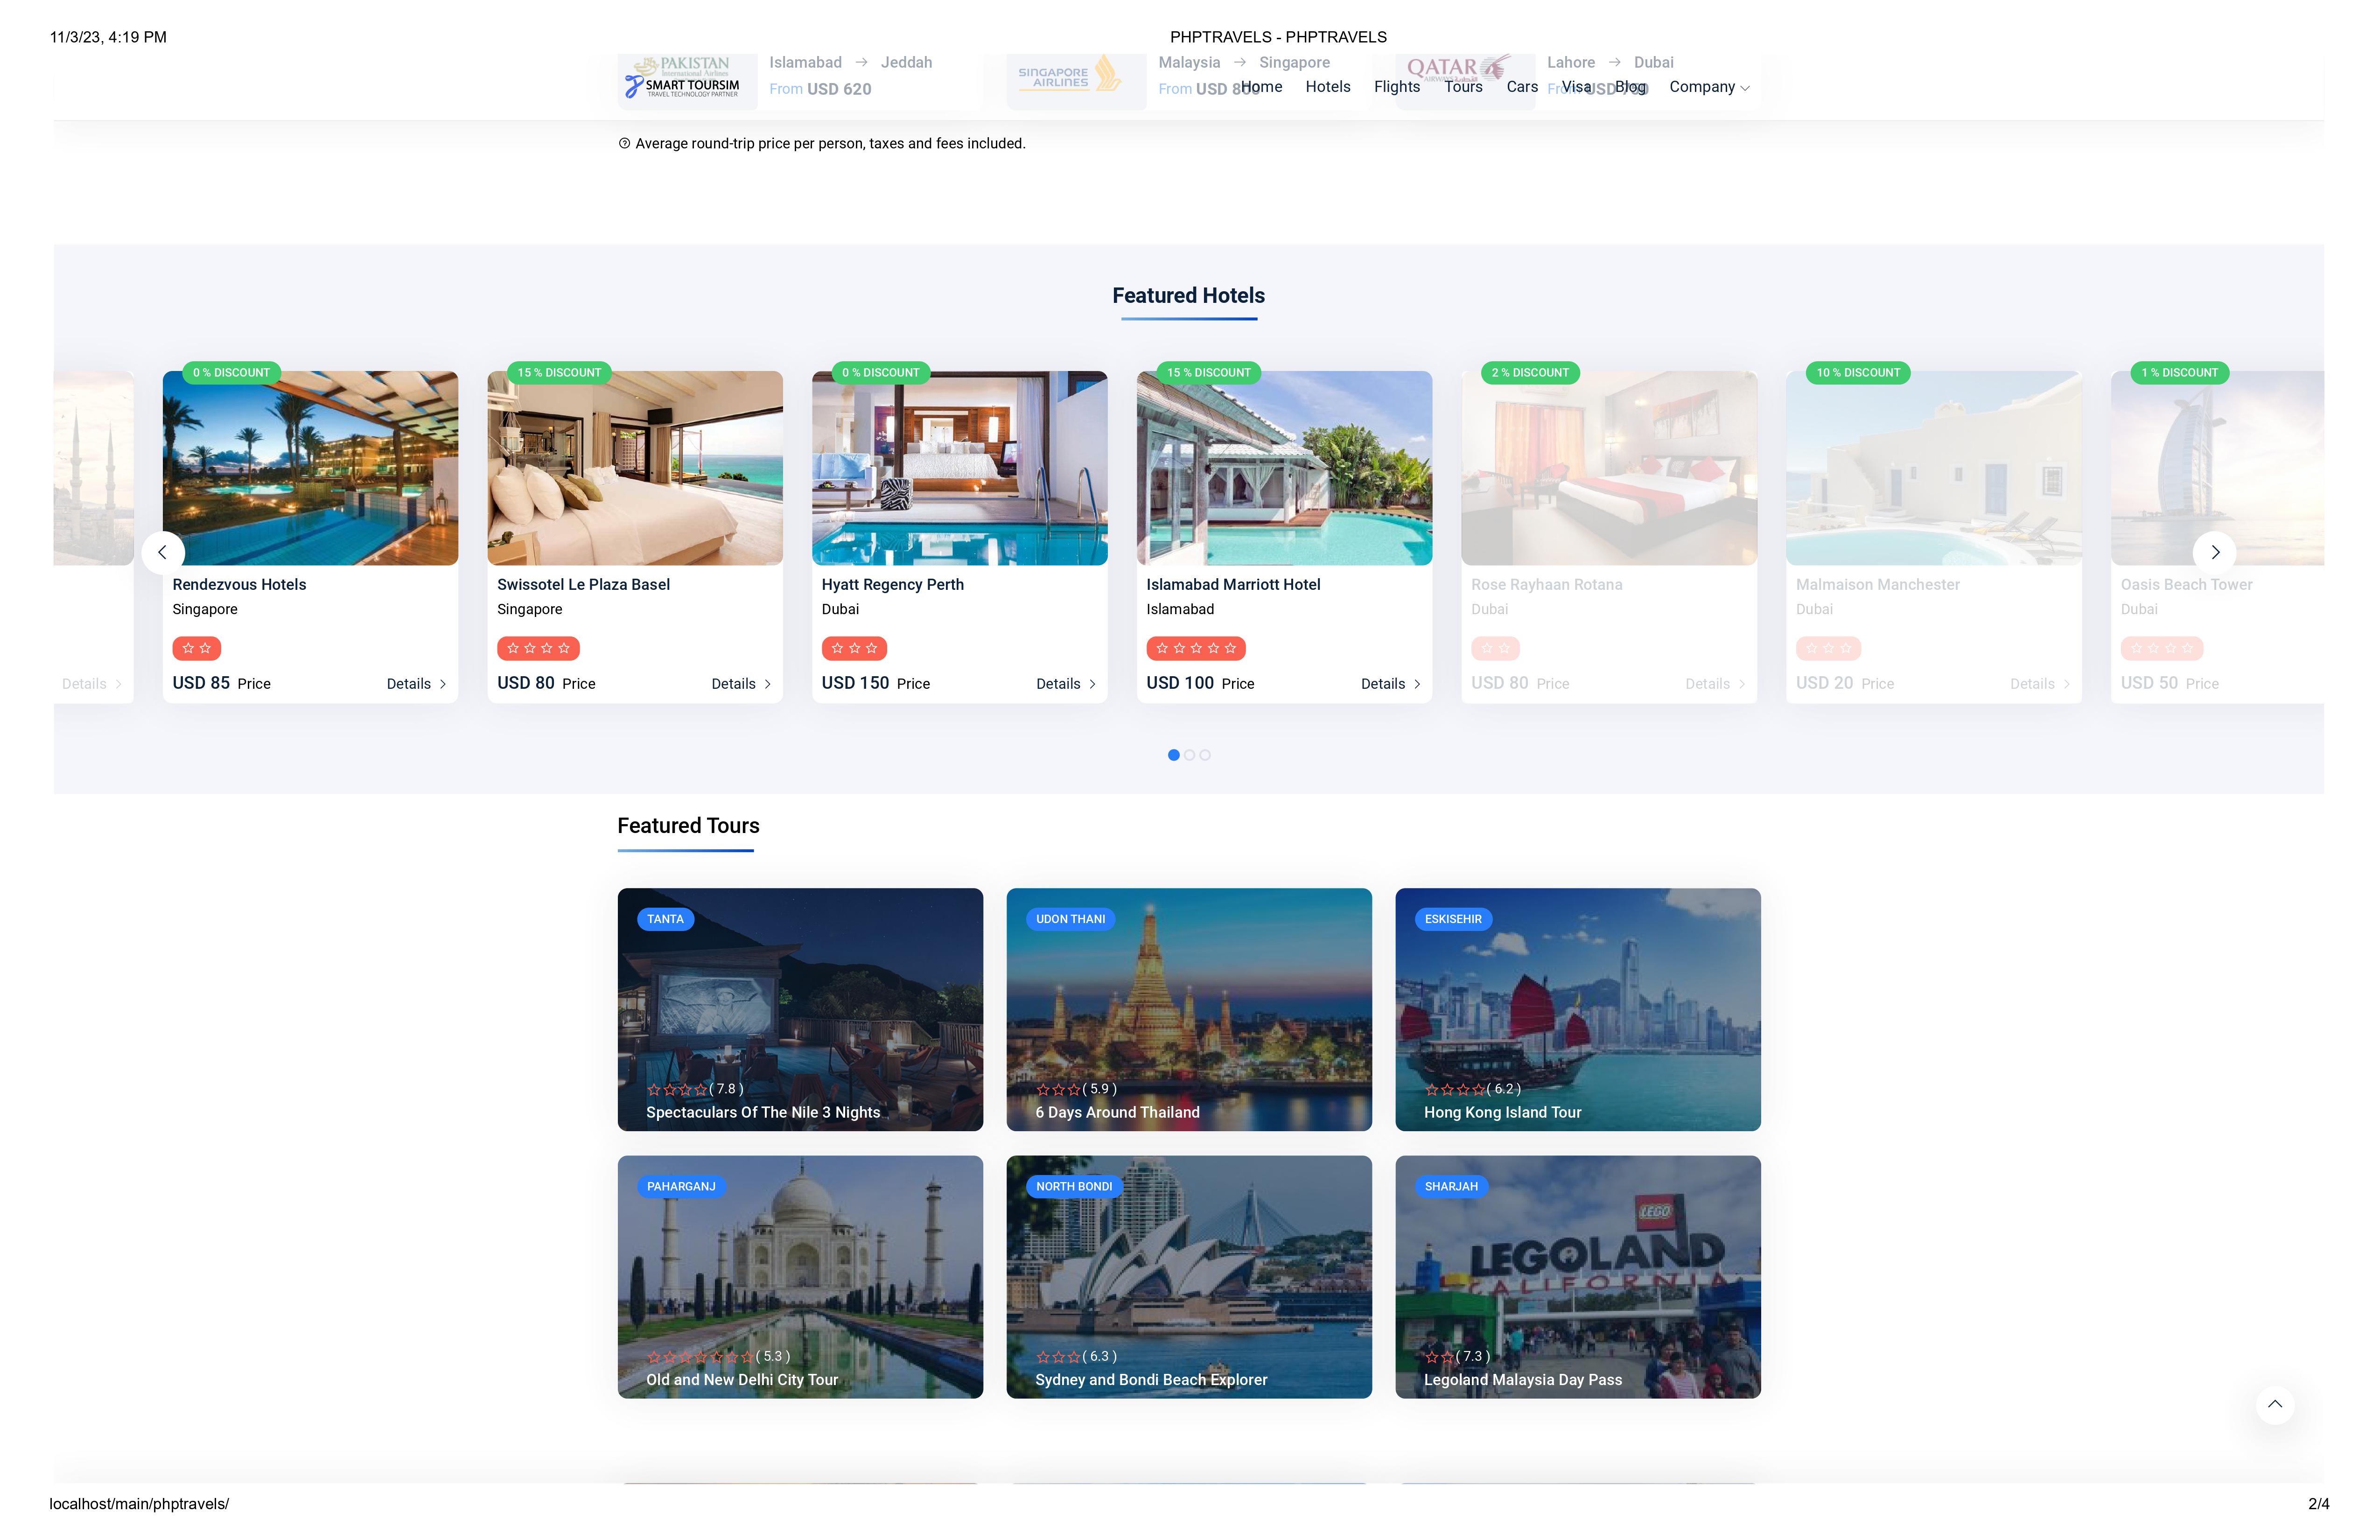 11/3/23, 4:19 PM
PHPTRAVELS - PHPTRAVELS
PAKISTAN
International Airlines
SMART TOURSIM
TRAVEL TECHNOLOGY PARTNER
Islamabad → Jeddah
From USD 620
SINGAPORE
AIRLINES
Malaysia → Singapore
From USD
QATAR
AIRWAYS
Lahore → Dubai
From USD
Home Hotels Flights Tours Cars Visa Blog Company
Average round-trip price per person, taxes and fees included.
Featured Hotels
Details
0 % DISCOUNT
Rendezvous Hotels
Singapore
USD 85 Price Details
15 % DISCOUNT
Swissotel Le Plaza Basel
Singapore
USD 80 Price Details
0 % DISCOUNT
Hyatt Regency Perth
Dubai
USD 150 Price Details
15 % DISCOUNT
Islamabad Marriott Hotel
Islamabad
USD 100 Price Details
2 % DISCOUNT
Rose Rayhaan Rotana
Dubai
USD 80 Price Details
10 % DISCOUNT
Malmaison Manchester
Dubai
USD 20 Price Details
1 % DISCOUNT
Oasis Beach Tower
Dubai
USD 50 Price
Featured Tours
TANTA
( 7.8 )
Spectaculars Of The Nile 3 Nights
UDON THANI
( 5.9 )
6 Days Around Thailand
ESKISEHIR
( 6.2 )
Hong Kong Island Tour
PAHARGANJ
( 5.3 )
Old and New Delhi City Tour
NORTH BONDI
( 6.3 )
Sydney and Bondi Beach Explorer
SHARJAH
LEGO
LEGOLAND
CALIFORNIA
( 7.3 )
Legoland Malaysia Day Pass
localhost/main/phptravels/
2/4